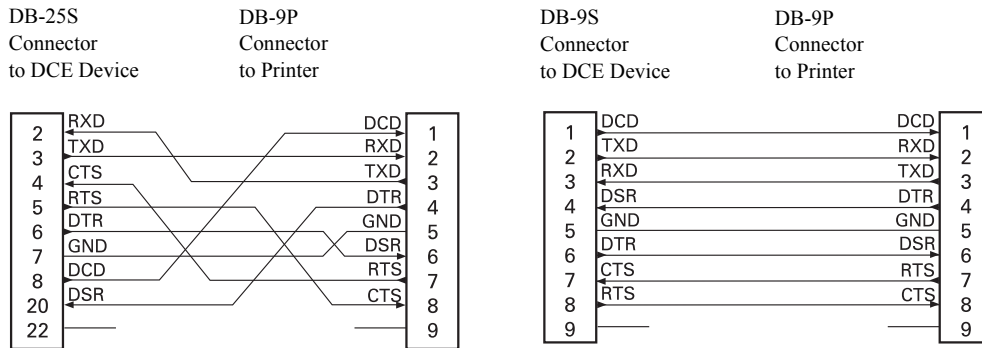 DB-25S
Connector
to DCE Device
DB-9P
Connector
to Printer
2
3
4
5
6
7
8
20
22
RXD
TXD
CTS
RTS
DTR
GND
DCD
DSR
DCD
RXD
TXD
DTR
GND
DSR
RTS
CTS
1
2
3
4
5
6
7
8
9
DB-9S
Connector
to DCE Device
DB-9P
Connector
to Printer
1
2
3
4
5
6
7
8
9
DCD
TXD
RXD
DSR
GND
DTR
CTS
RTS
DCD
RXD
TXD
DTR
GND
DSR
RTS
CTS
1
2
3
4
5
6
7
8
9